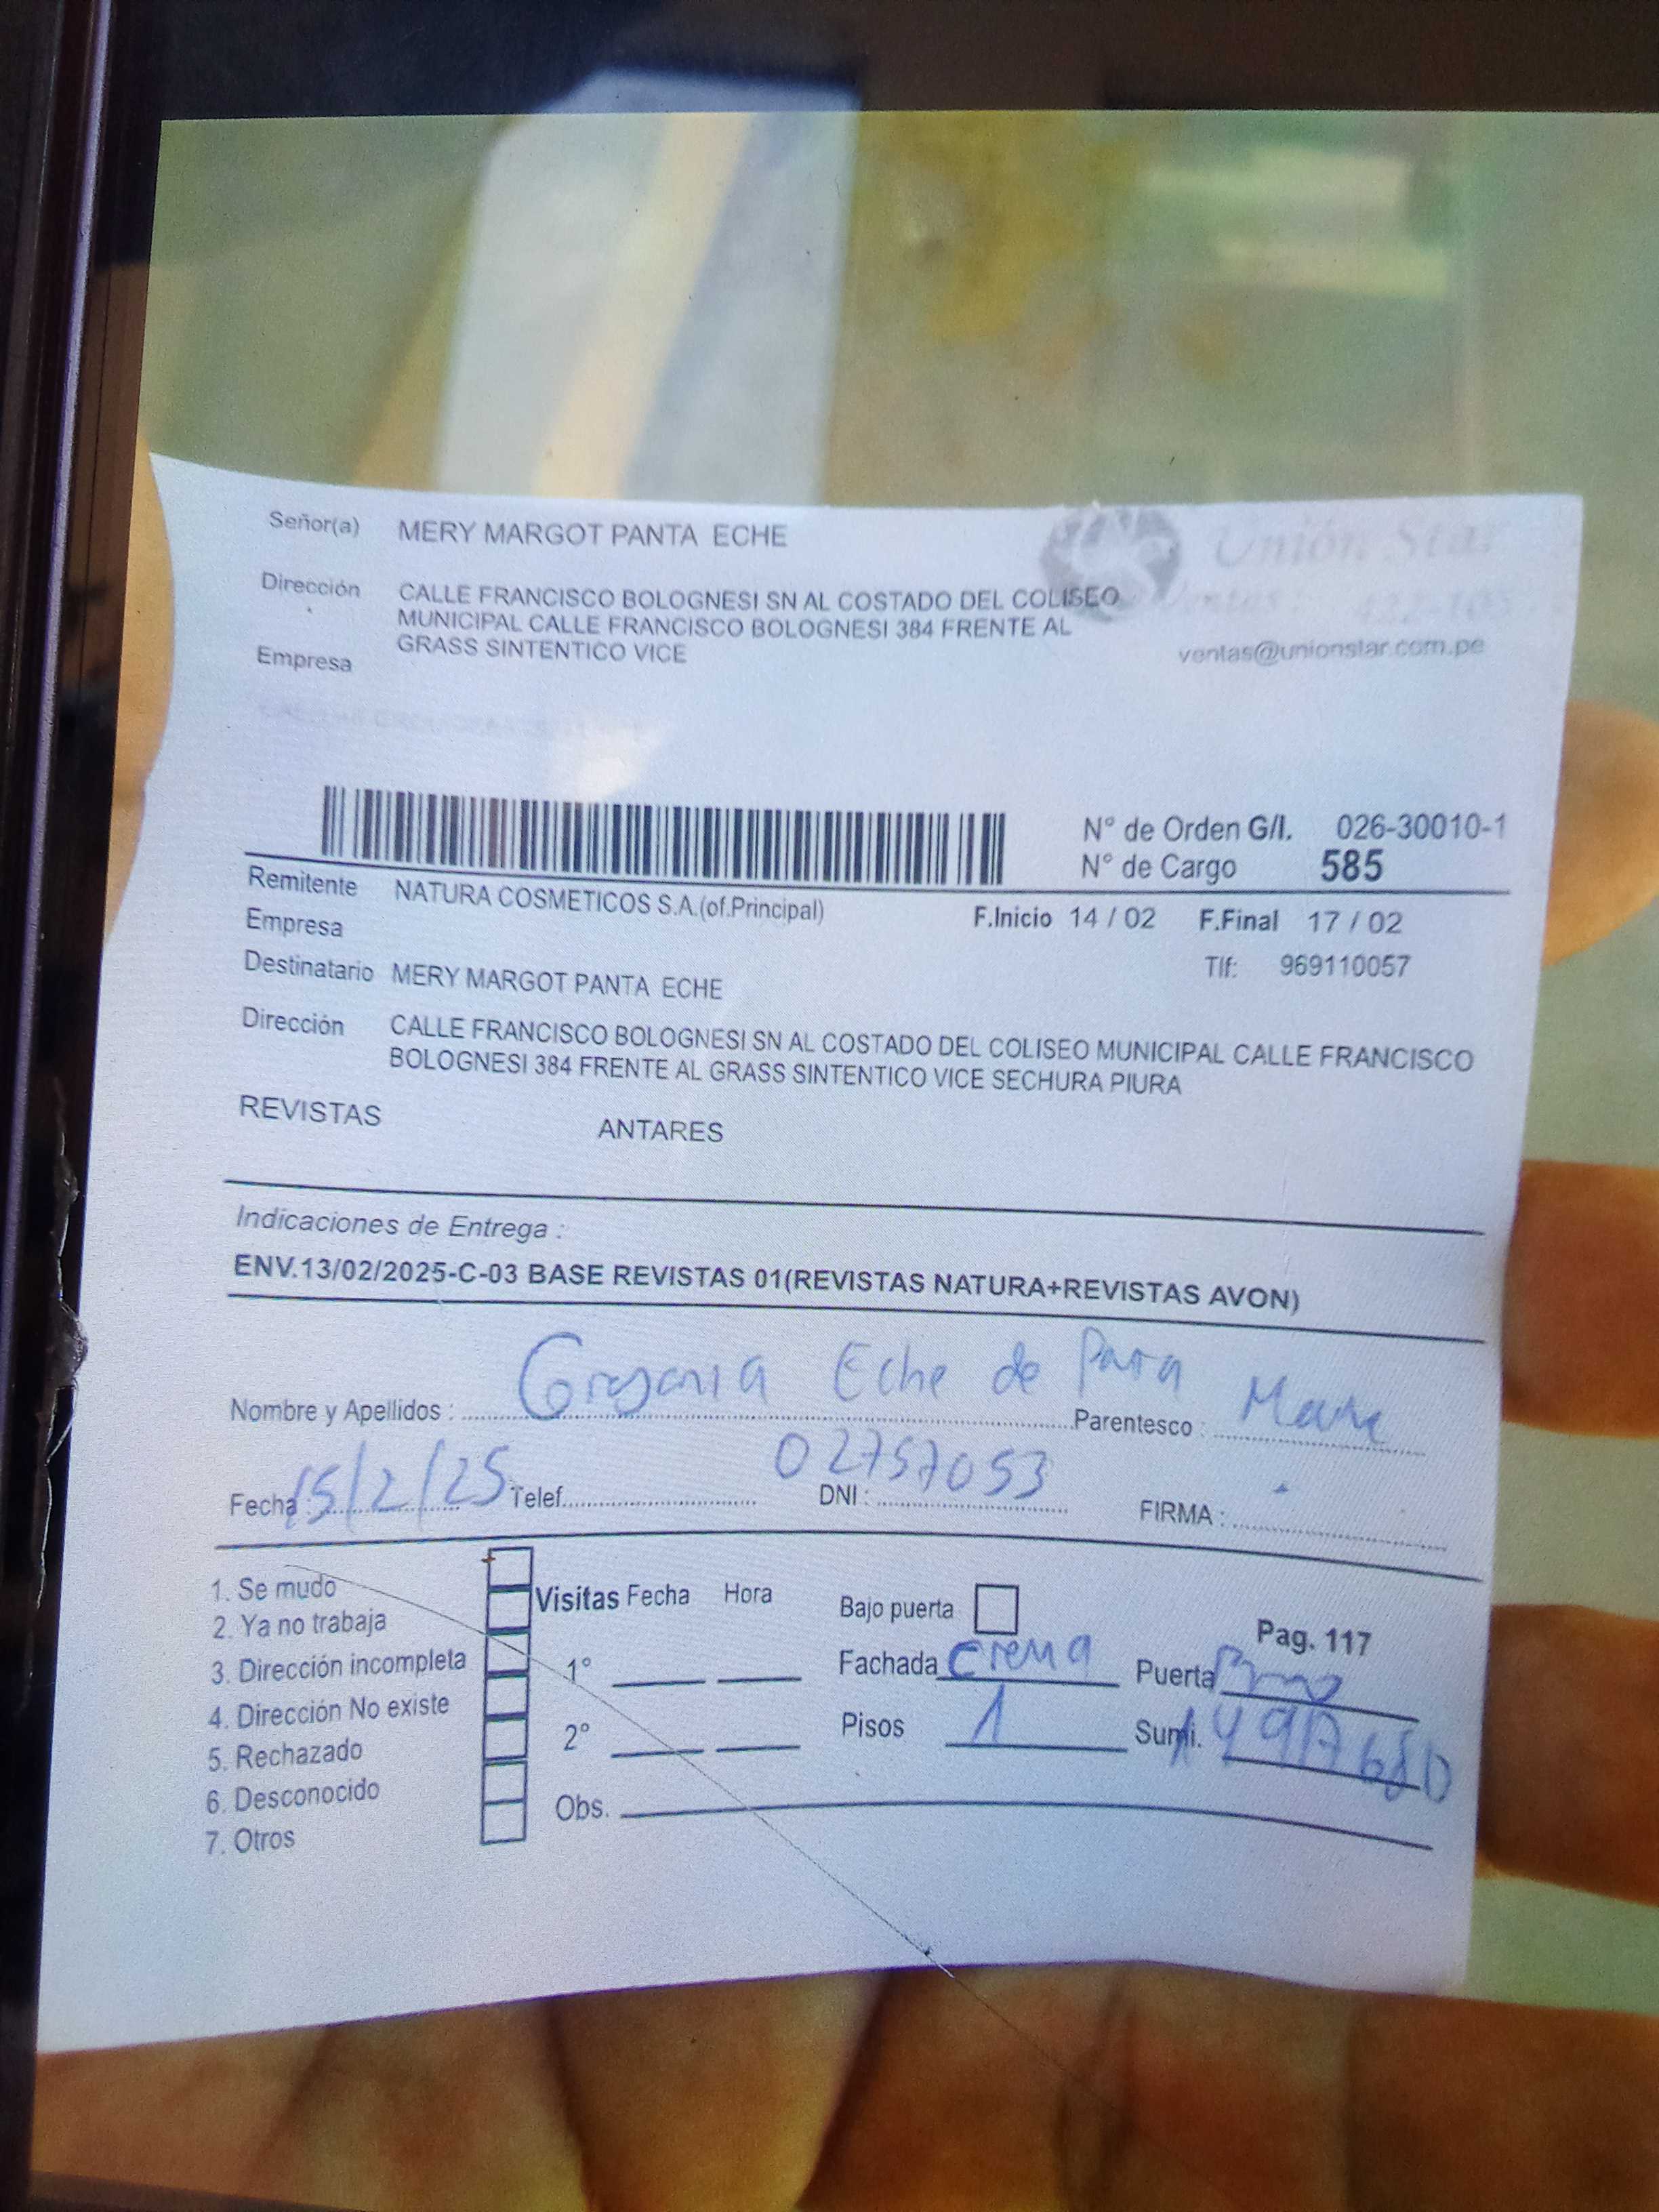 Señor(a) MERY MARGOT PANTA ECHE
Unión Star
Dirección CALLE FRANCISCO BOLOGNESI SN AL COSTADO DEL COLISEO
MUNICIPAL CALLE FRANCISCO BOLOGNESI 384 FRENTE AL
GRASS SINTENTICO VICE
ventas@unionstar.com.pe
Empresa
N° de Orden G/I. 026-30010-1
N° de Cargo 585
Remitente NATURA COSMETICOS S.A.(of.Principal)
F.Inicio 14 / 02 F.Final 17 / 02
Empresa
Tlf: 969110057
Destinatario MERY MARGOT PANTA ECHE
Dirección CALLE FRANCISCO BOLOGNESI SN AL COSTADO DEL COLISEO MUNICIPAL CALLE FRANCISCO
BOLOGNESI 384 FRENTE AL GRASS SINTENTICO VICE SECHURA PIURA
REVISTAS ANTARES
Indicaciones de Entrega :
ENV.13/02/2025-C-03 BASE REVISTAS 01(REVISTAS NATURA+REVISTAS AVON)
Nombre y Apellidos : Eche de Parentesco :
Fecha : 15/2/25 Telef. DNI : 02757053 FIRMA :
1. Se mudo
2. Ya no trabaja
3. Dirección incompleta
4. Dirección No existe
5. Rechazado
6. Desconocido
7. Otros
Visitas Fecha Hora
1°
2°
Obs.
Bajo puerta
Pag. 117
Fachada crema Puerta
Pisos 1 Sumi.